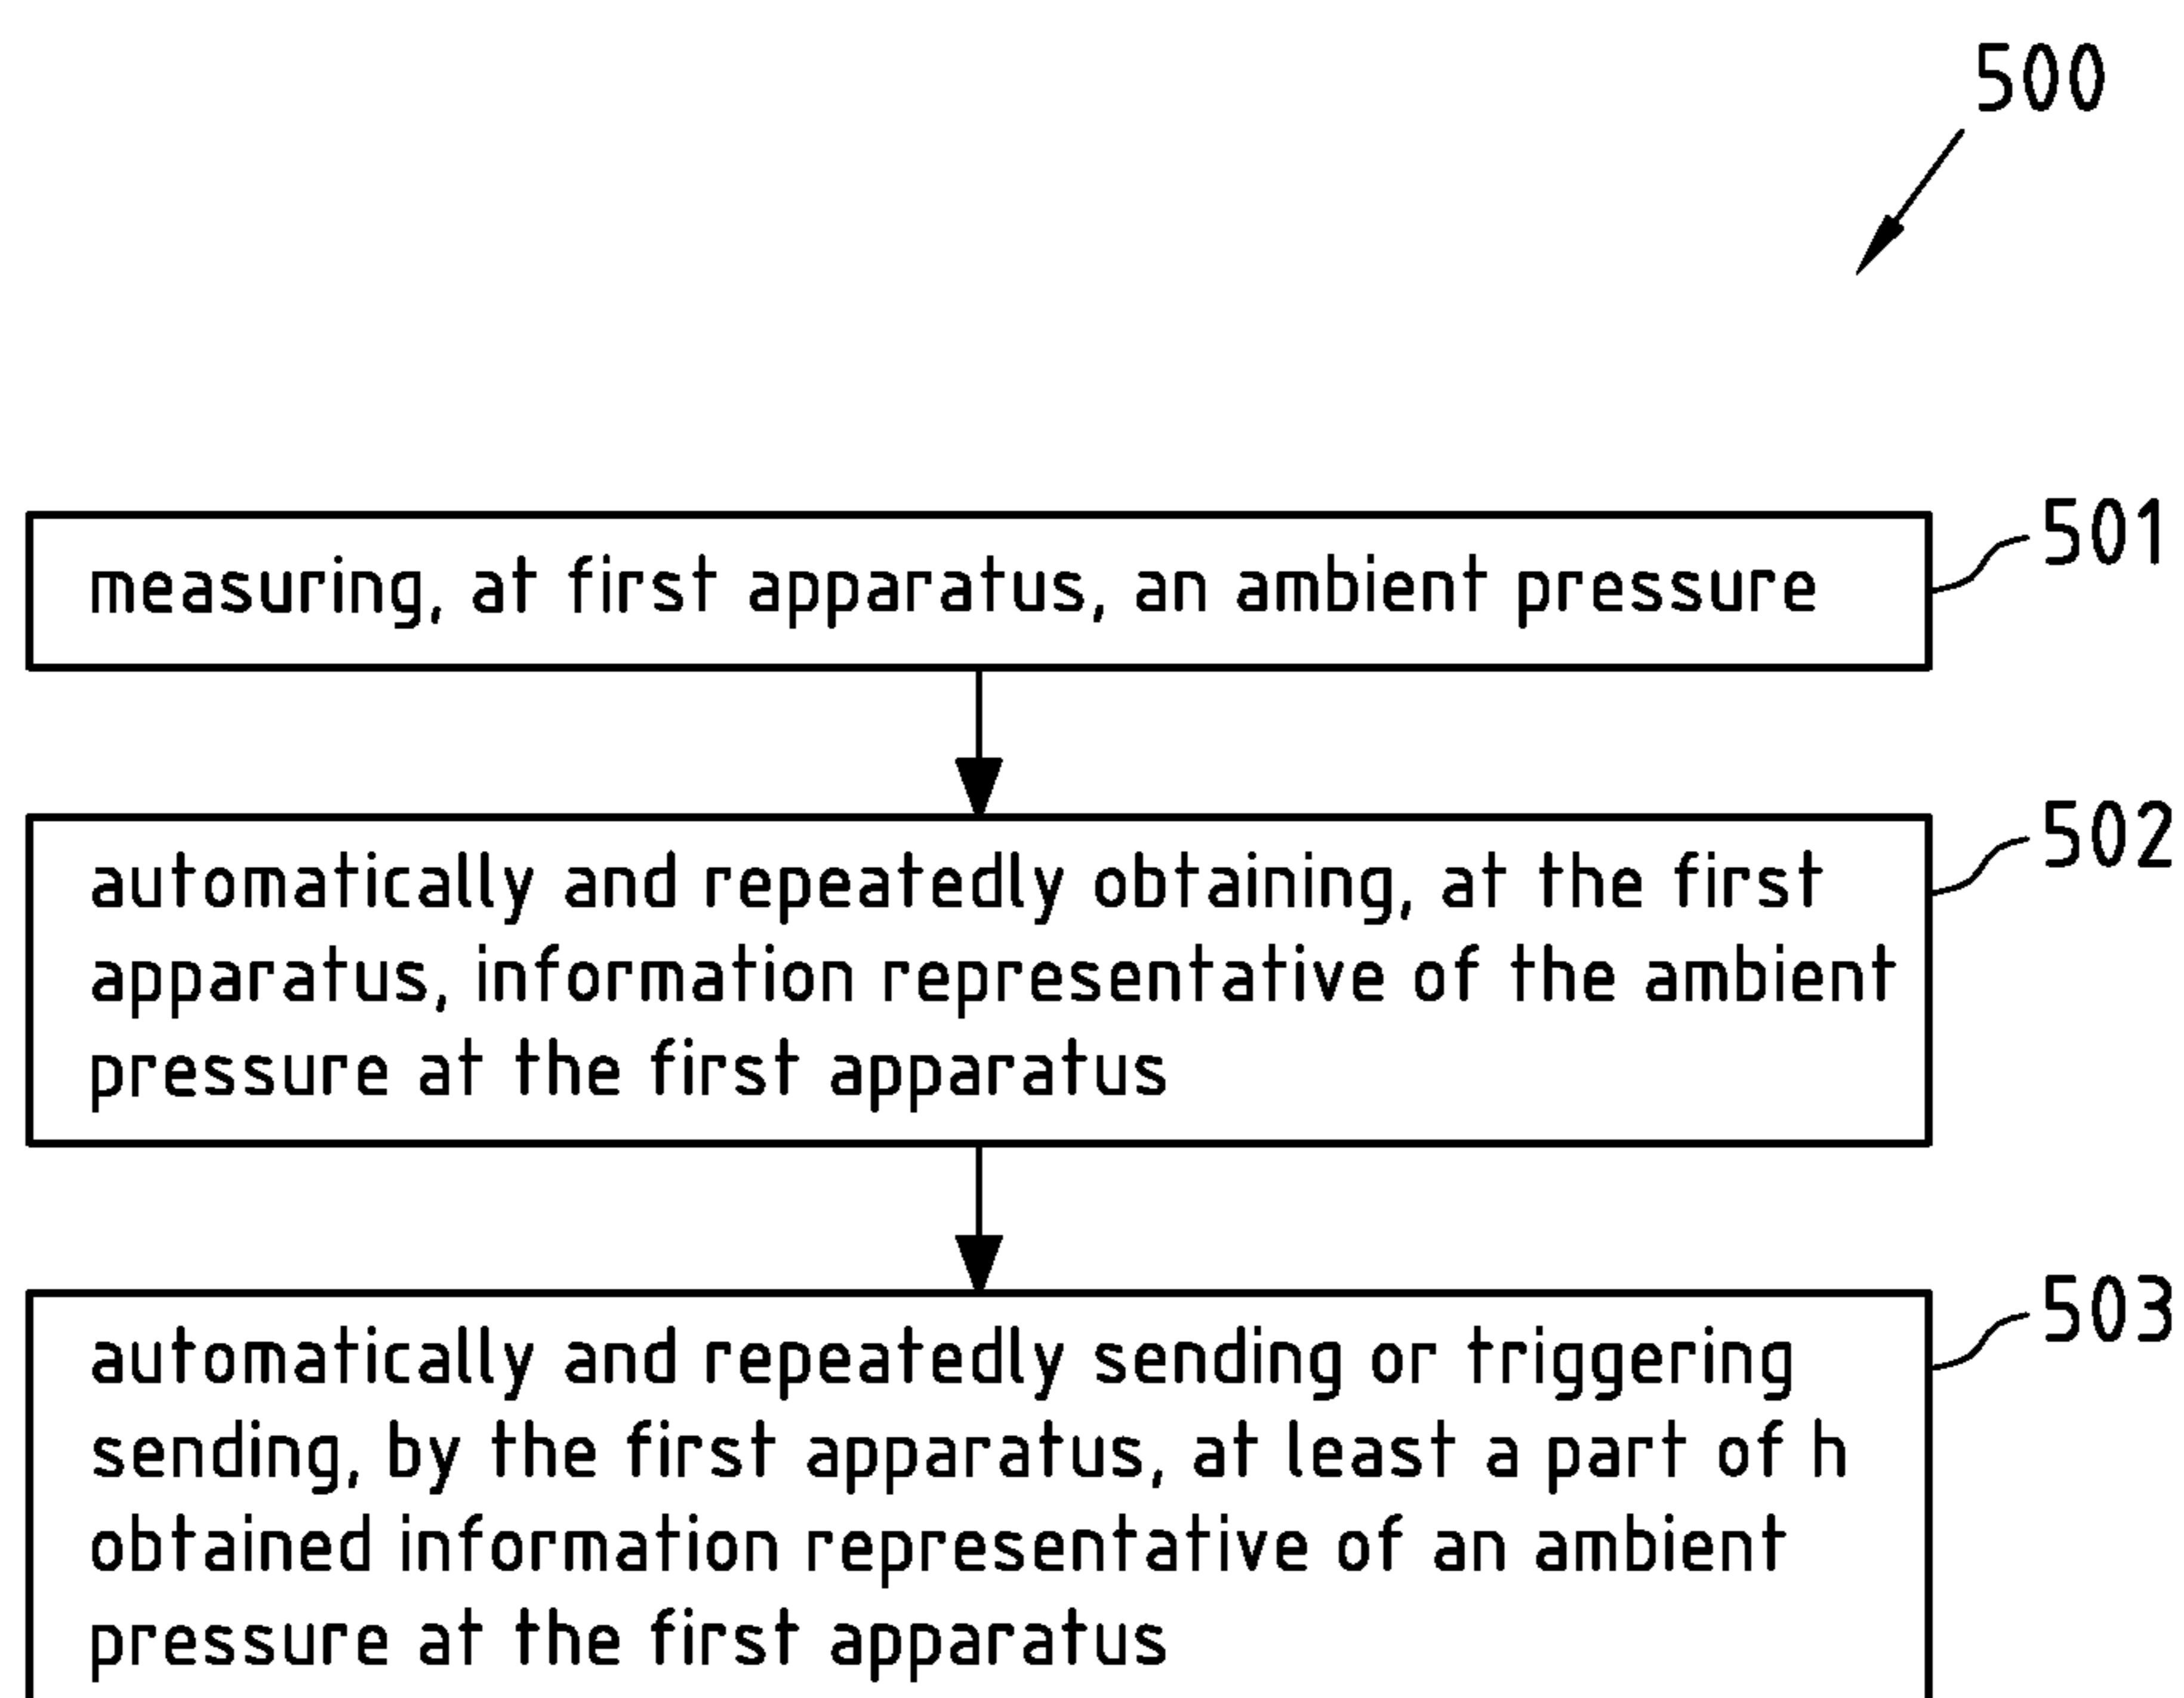 500
501
measuring, at first apparatus, an ambient pressure
502
automatically and repeatedly obtaining, at the first
apparatus, information representative of the ambient
pressure at the first apparatus
503
automatically and repeatedly sending or triggering
sending, by the first apparatus, at least a part of h
obtained information representative of an ambient
pressure at the first apparatus